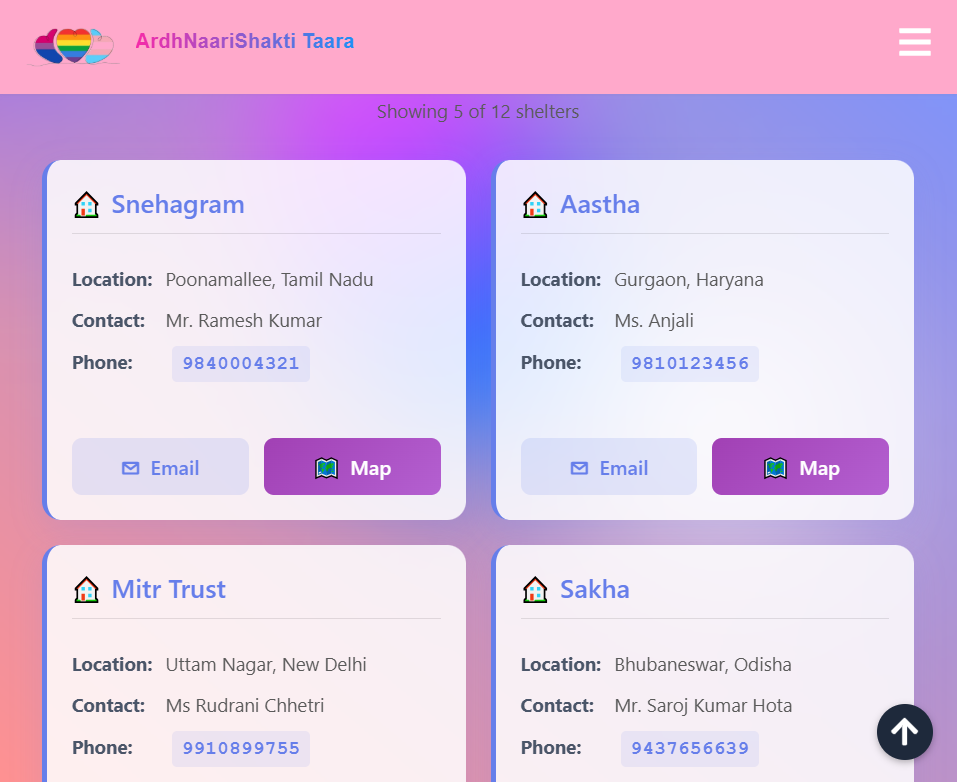 ArdhNaariShakti Taara
Showing 5 of 12 shelters
Snehagram
Location: Poonamallee, Tamil Nadu
Contact: Mr. Ramesh Kumar
Phone: 9840004321
Email Map
Aastha
Location: Gurgaon, Haryana
Contact: Ms. Anjali
Phone: 9810123456
Email Map
Mitr Trust
Location: Uttam Nagar, New Delhi
Contact: Ms Rudrani Chhetri
Phone: 9910899755
Sakha
Location: Bhubaneswar, Odisha
Contact: Mr. Saroj Kumar Hota
Phone: 9437656639